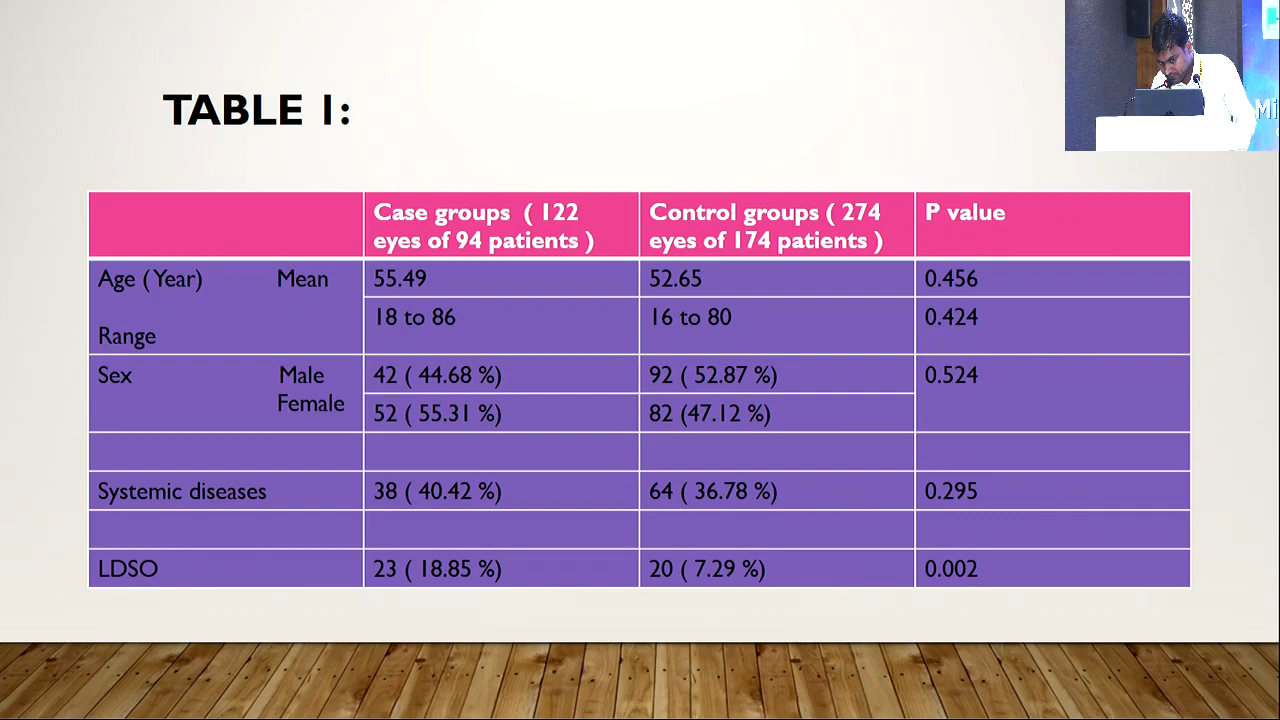 TABLE 1:
Case groups ( 122
eyes of 94 patients )
Control groups ( 274
eyes of 174 patients )
P value
Age ( Year) Mean
55.49
52.65
0.456
Range
18 to 86
16 to 80
0.424
Sex Male
42 ( 44.68 %)
92 ( 52.87 %)
0.524
Female
52 ( 55.31 %)
82 (47.12 %)
Systemic diseases
38 ( 40.42 %)
64 ( 36.78 %)
0.295
LDSO
23 ( 18.85 %)
20 ( 7.29 %)
0.002
Mi